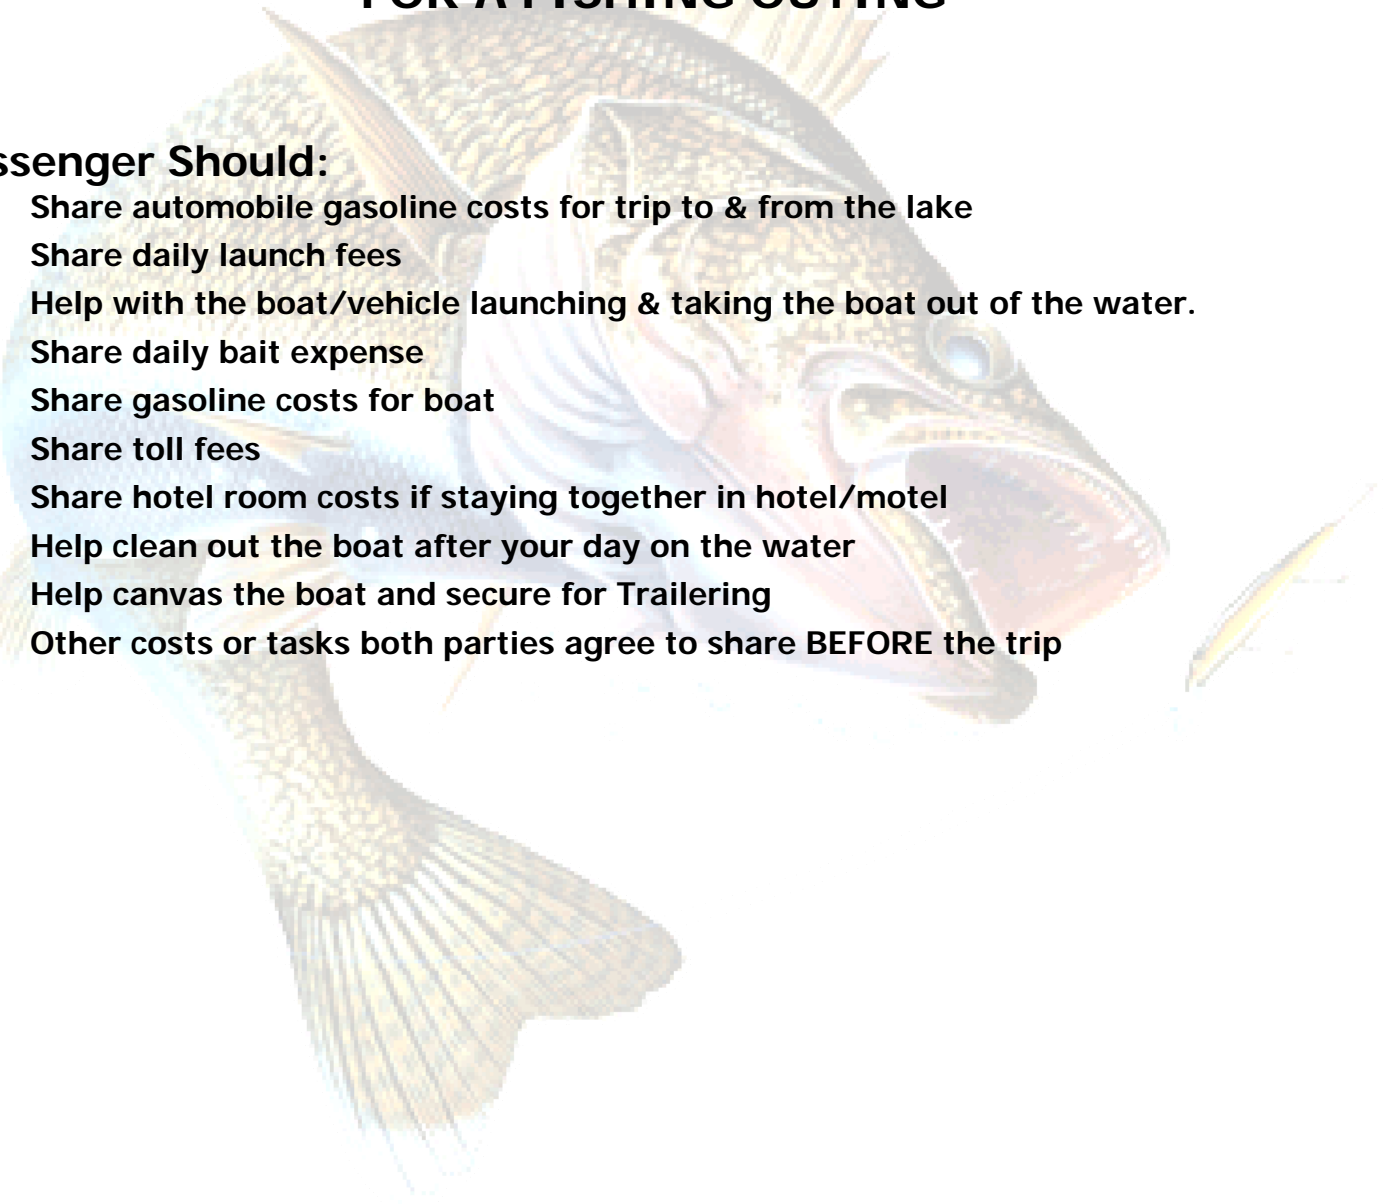 FOR A FISHING OUTING
ssenger Should:
Share automobile gasoline costs for trip to & from the lake
Share daily launch fees
Help with the boat/vehicle launching & taking the boat out of the water.
Share daily bait expense
Share gasoline costs for boat
Share toll fees
Share hotel room costs if staying together in hotel/motel
Help clean out the boat after your day on the water
Help canvas the boat and secure for Trailering
Other costs or tasks both parties agree to share BEFORE the trip